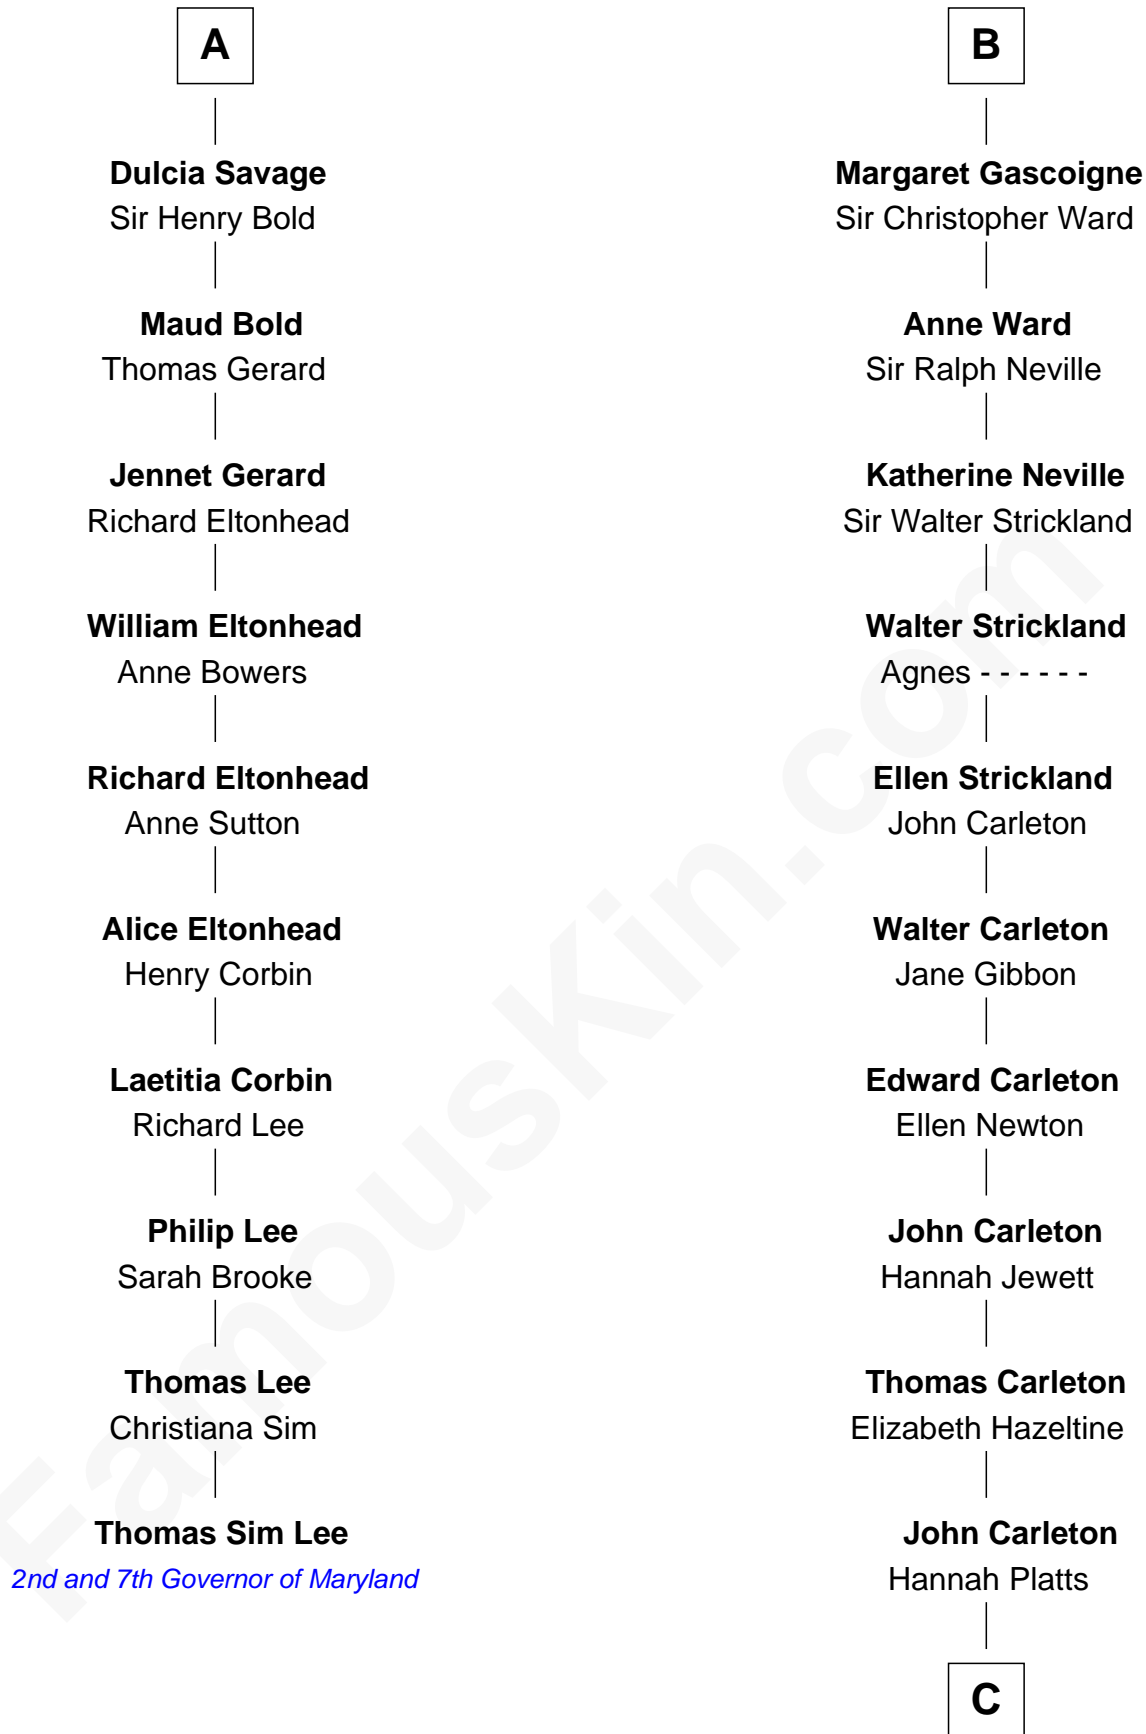 A
Dulcia Savage
Sir Henry Bold
Maud Bold
Thomas Gerard
Jennet Gerard
Richard Eltonhead
William Eltonhead
Anne Bowers
Richard Eltonhead
Anne Sutton
Alice Eltonhead
Henry Corbin
Laetitia Corbin
Richard Lee
Philip Lee
Sarah Brooke
Thomas Lee
Christiana Sim
Thomas Sim Lee
2nd and 7th Governor of Maryland
B
Margaret Gascoigne
Sir Christopher Ward
Anne Ward
Sir Ralph Neville
Katherine Neville
Sir Walter Strickland
Walter Strickland
Agnes - - - - - -
Ellen Strickland
John Carleton
Walter Carleton
Jane Gibbon
Edward Carleton
Ellen Newton
John Carleton
Hannah Jewett
Thomas Carleton
Elizabeth Hazeltine
John Carleton
Hannah Platts
C
FamousKin.com